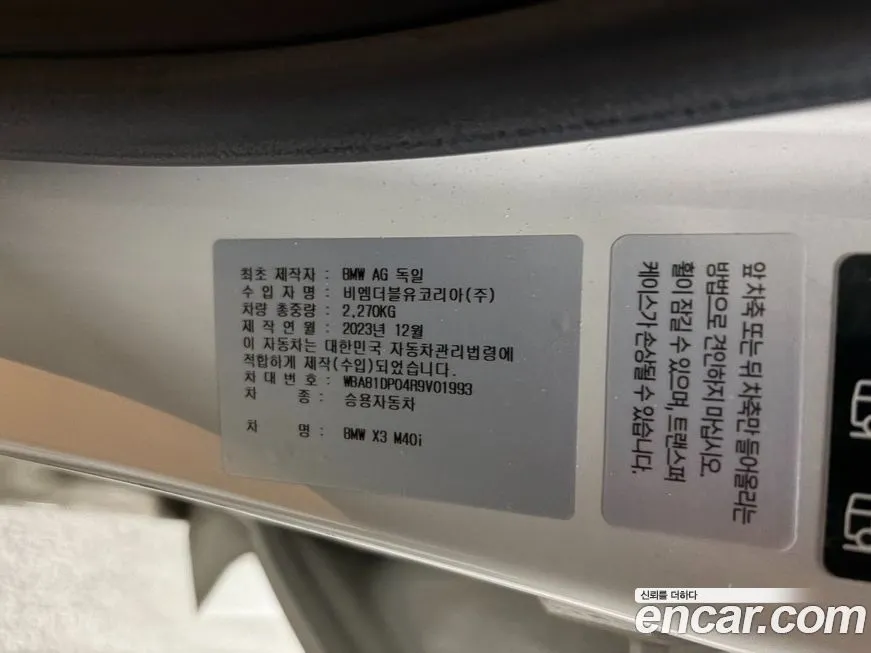 최초 제작자 : BMW AG 독일
수 입 자 명 : 비엠더블유코리아(주)
차량 총중량 : 2,270KG
제 작 연 월 : 2023년 12월
이 자동차는 대한민국 자동차관리법령에
적합하게 제작(수입)되었습니다.
차 대 번 호 : WBA81DP04R9V01993
차 종 : 승용자동차
차 명 : BMW X3 M40i
앞 차축 또는 뒤 차축만 들어올리는
방법으로 견인하지 마십시오.
휠이 잠길 수 있으며, 트랜스퍼
케이스가 손상될 수 있습니다.
신뢰를 더하다
encar.com